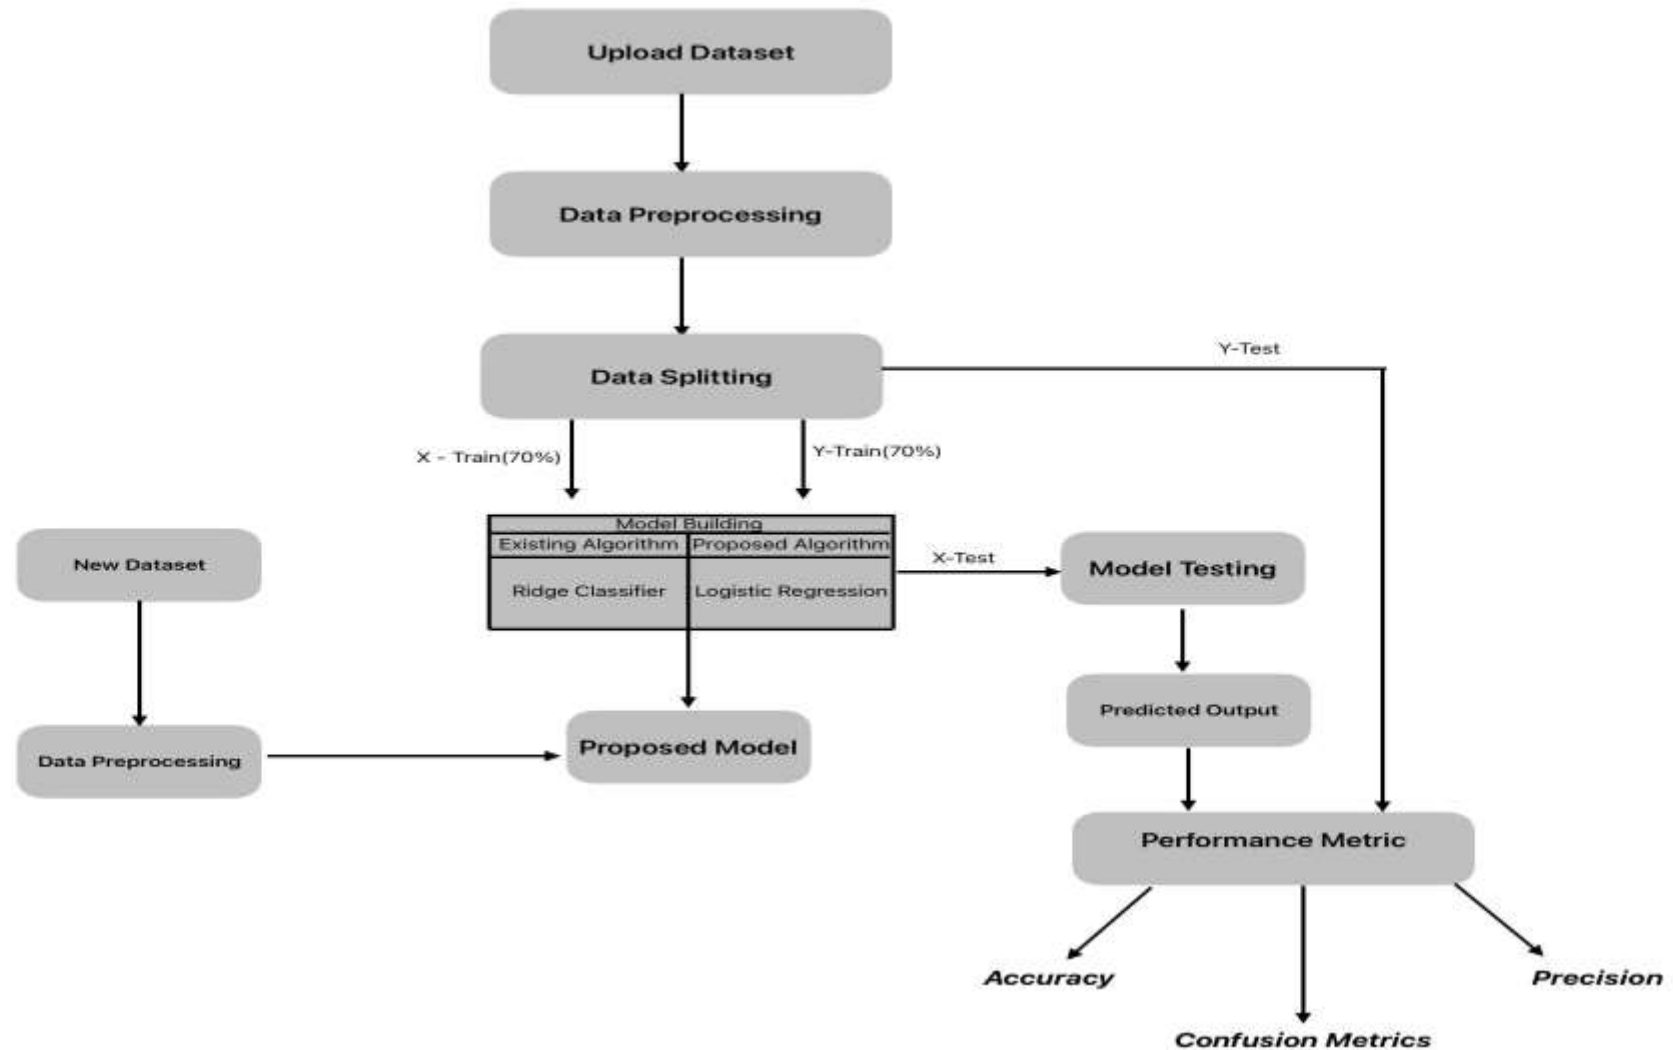 Upload Dataset
Data Preprocessing
Data Splitting
Y-Test
X - Train(70%)
Y-Train(70%)
Model Building
Existing Algorithm
Proposed Algorithm
Ridge Classifier
Logistic Regression
X-Test
Model Testing
New Dataset
Predicted Output
Data Preprocessing
Proposed Model
Performance Metric
Accuracy
Precision
Confusion Metrics